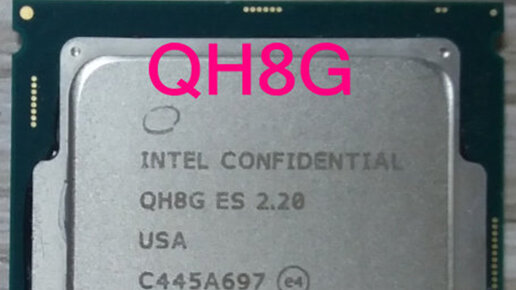 QH8G
INTEL CONFIDENTIAL
QH8G ES 2.20
USA
C445A697 e4